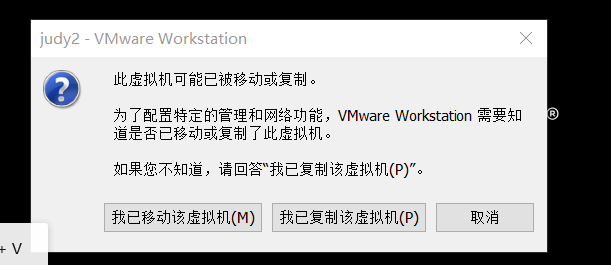 judy2 - VMware Workstation
此虚拟机可能已被移动或复制。
为了配置特定的管理和网络功能，VMware Workstation 需要知
道是否已移动或复制了此虚拟机。
®
如果您不知道，请回答“我已复制该虚拟机(P)”。
我已移动该虚拟机(M) 我已复制该虚拟机(P) 取消
+ V